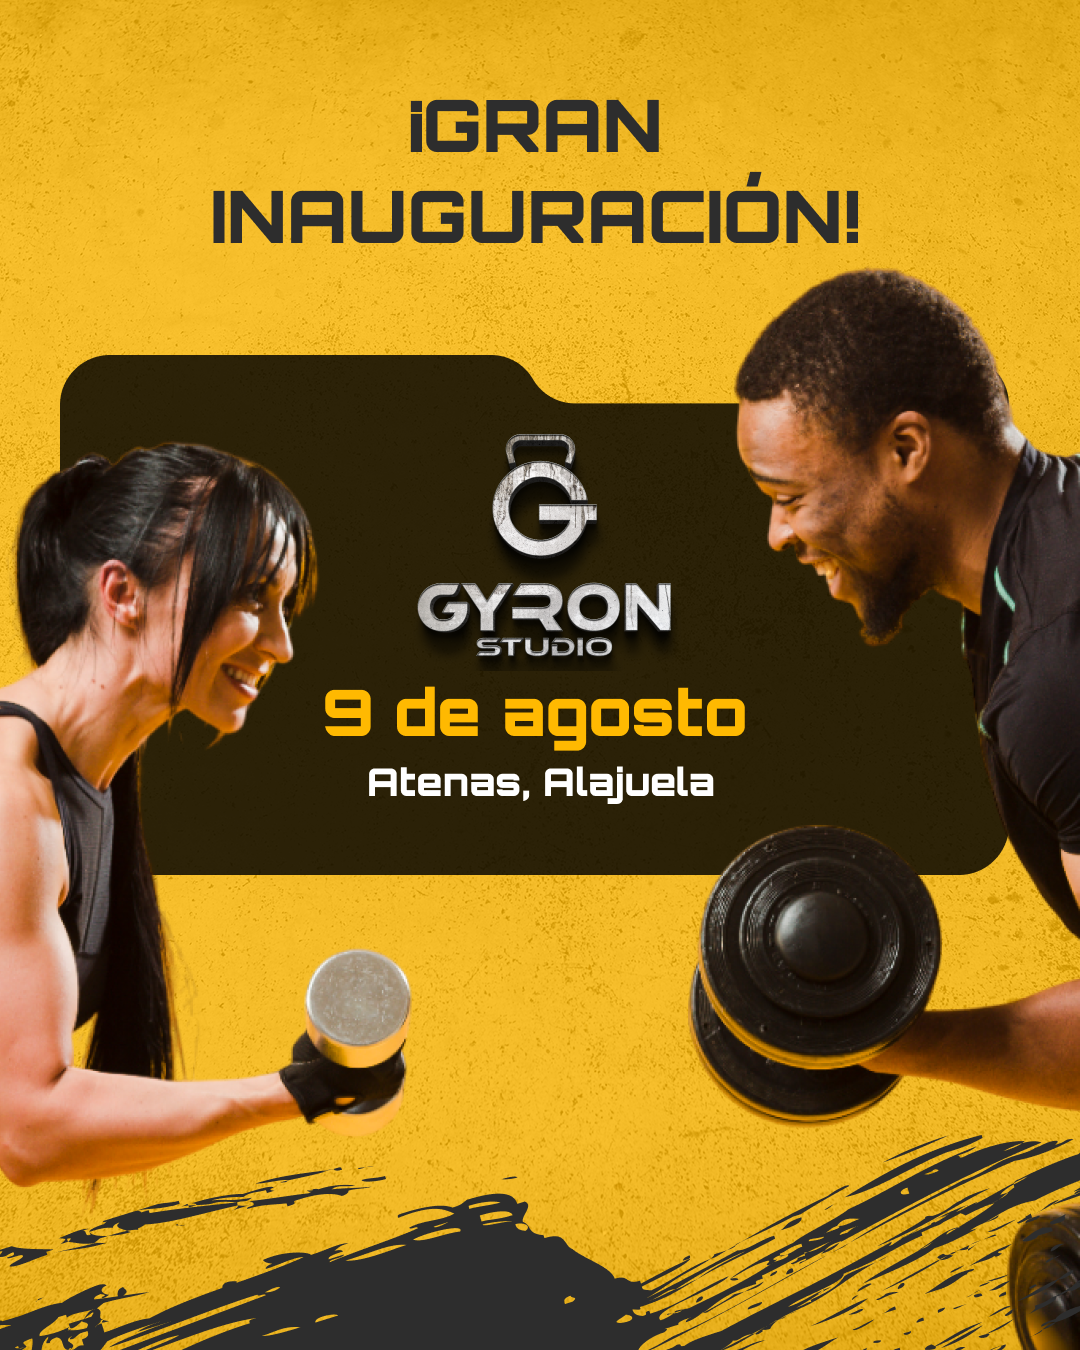 ¡GRAN
INAUGURACIÓN!
G
GYRON
STUDIO
9 de agosto
Atenas, Alajuela